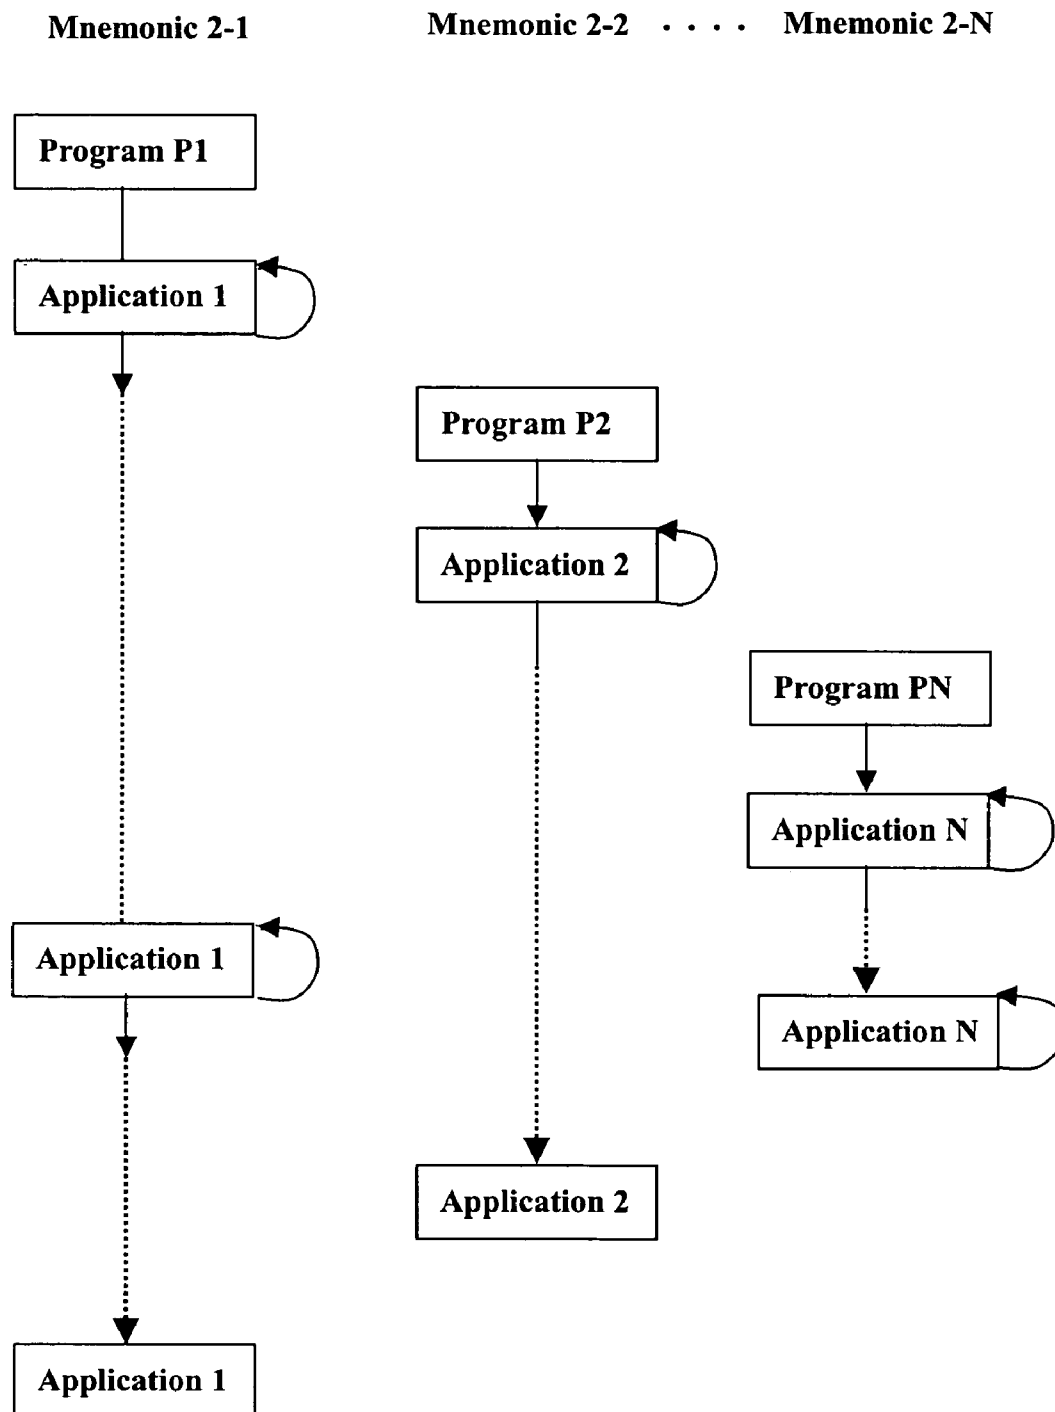 Mnemonic 2-1 Mnemonic 2-2 . . . . Mnemonic 2-N
Program P1
Application 1
Program P2
Application 2
Program PN
Application N
Application 1
Application N
Application 2
Application 1